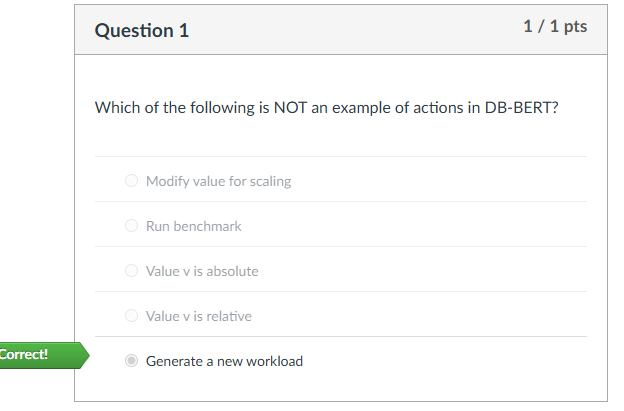 Question 1
1 / 1 pts
Which of the following is NOT an example of actions in DB-BERT?
Modify value for scaling
Run benchmark
Value v is absolute
Value v is relative
Correct!
Generate a new workload